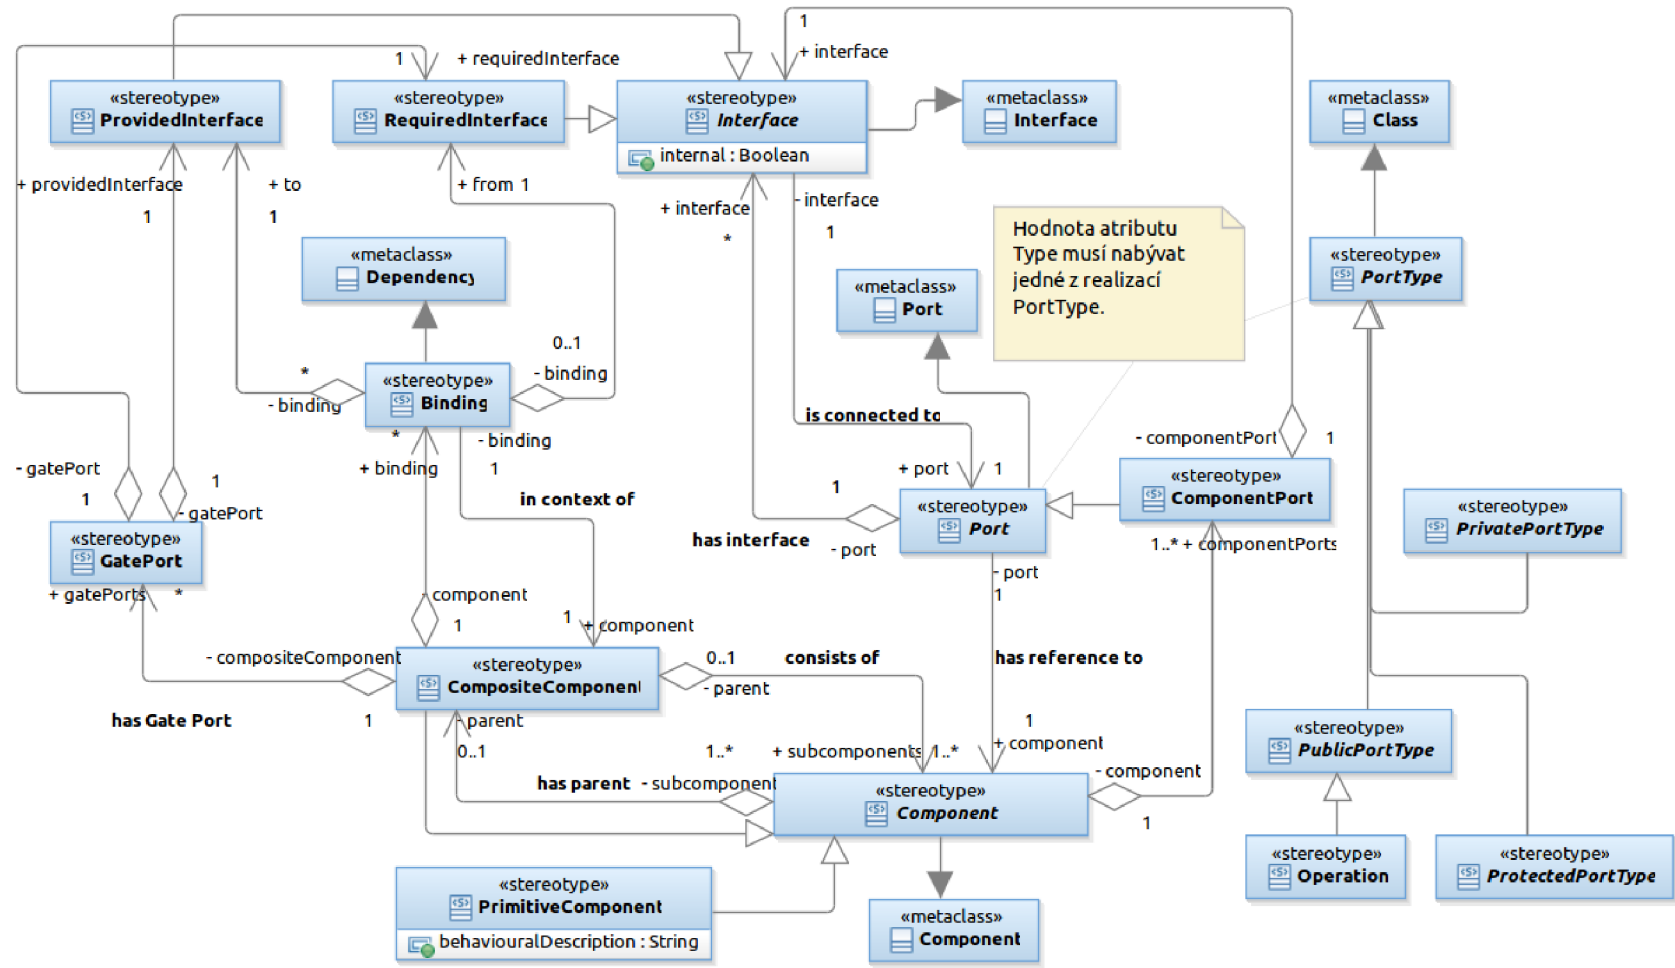 1
+ requiredInterface
1
+ interface
«stereotype»
ProvidedInterface
«stereotype»
RequiredInterface
«stereotype»
Interface
internal : Boolean
«metaclass»
Interface
«metaclass»
Class
+ providedInterface
1
+ to
1
+ from 1
+ interface
*
- interface
1
Hodnota atributu
Type musí nabývat
jedné z realizací
PortType.
«stereotype»
PortType
«metaclass»
Dependency
«metaclass»
Port
0..1
- binding
*
- binding
«stereotype»
Binding
*
+ binding
- binding
1
is connected to
- componentPort
1
- gatePort
1
1
- gatePort
in context of
+ port
1
1
has interface
- port
«stereotype»
Port
«stereotype»
ComponentPort
1..* + componentPorts
«stereotype»
PrivatePortType
«stereotype»
GatePort
+ gatePorts
*
- component
1
1
+ component
- port
1
- compositeComponent
«stereotype»
CompositeComponent
0..1
- parent
consists of
has reference to
has Gate Port
1
- parent
0..1
1..*
+ subcomponents
1..*
1
+ component
«stereotype»
PublicPortType
has parent
- subcomponent
«stereotype»
Component
- component
1
«stereotype»
PrimitiveComponent
behaviouralDescription : String
«metaclass»
Component
«stereotype»
Operation
«stereotype»
ProtectedPortType